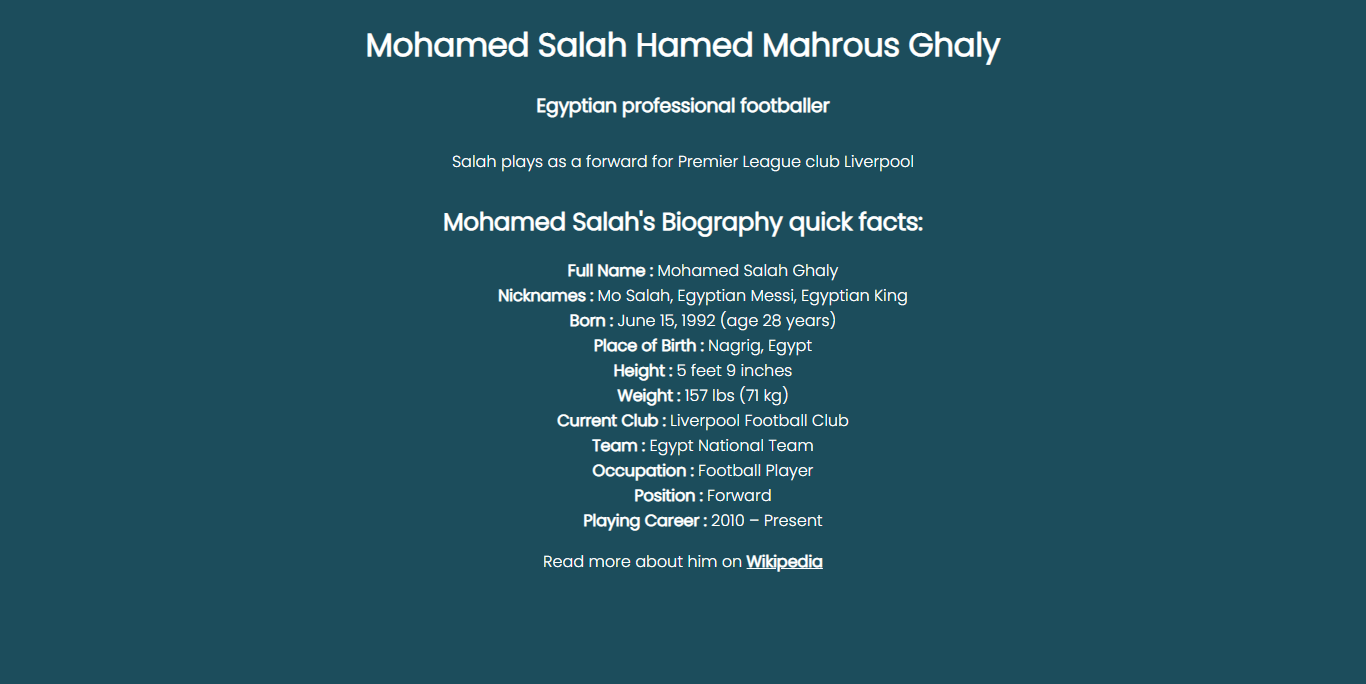 Mohamed Salah Hamed Mahrous Ghaly
Egyptian professional footballer
Salah plays as a forward for Premier League club Liverpool
Mohamed Salah's Biography quick facts:
Full Name : Mohamed Salah Ghaly
Nicknames : Mo Salah, Egyptian Messi, Egyptian King
Born : June 15, 1992 (age 28 years)
Place of Birth : Nagrig, Egypt
Height : 5 feet 9 inches
Weight : 157 lbs (71 kg)
Current Club : Liverpool Football Club
Team : Egypt National Team
Occupation : Football Player
Position : Forward
Playing Career : 2010 – Present
Read more about him on Wikipedia